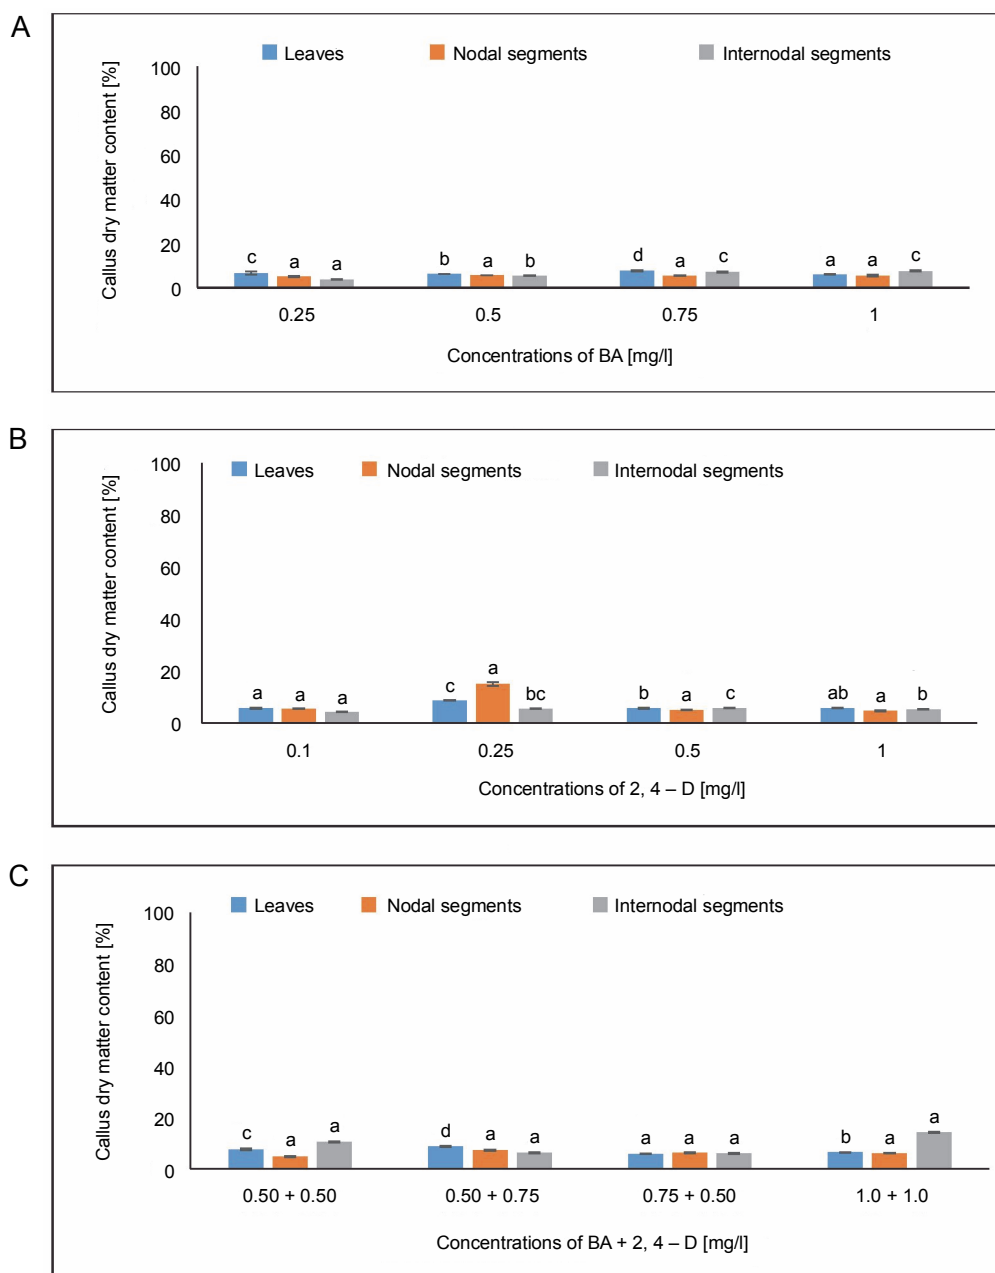 A
Leaves Nodal segments Internodal segments
Callus dry matter content [%]
100
80
60
40
20
0
c a a b a b d a c a a c
0.25 0.5 0.75 1
Concentrations of BA [mg/l]
B
Leaves Nodal segments Internodal segments
Callus dry matter content [%]
100
80
60
40
20
0
a a a c a bc b a c ab a b
0.1 0.25 0.5 1
Concentrations of 2, 4 – D [mg/l]
C
Leaves Nodal segments Internodal segments
Callus dry matter content [%]
100
80
60
40
20
0
c a a d a a a a a b a a
0.50 + 0.50 0.50 + 0.75 0.75 + 0.50 1.0 + 1.0
Concentrations of BA + 2, 4 – D [mg/l]